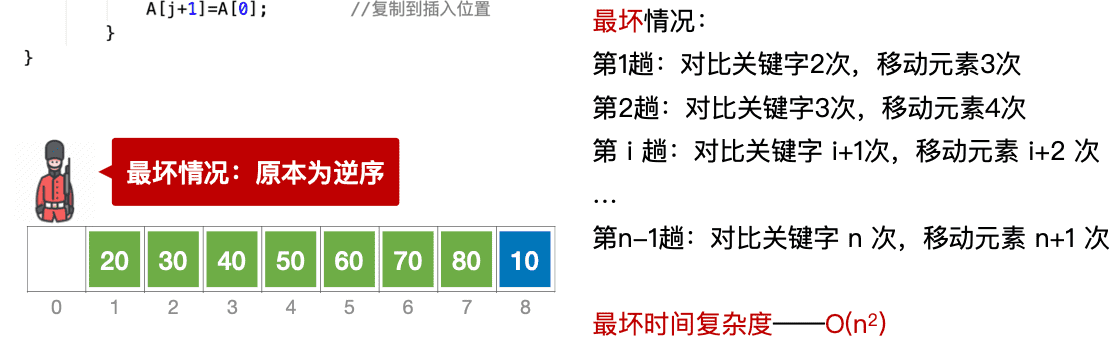 A[j+1]=A[0]; //复制到插入位置
}
}
最坏情况：原本为逆序
20 30 40 50 60 70 80 10
0 1 2 3 4 5 6 7 8
最坏情况：
第1趟：对比关键字2次，移动元素3次
第2趟：对比关键字3次，移动元素4次
第 i 趟：对比关键字 i+1次，移动元素 i+2 次
…
第n-1趟：对比关键字 n 次，移动元素 n+1 次
最坏时间复杂度——O(n²)